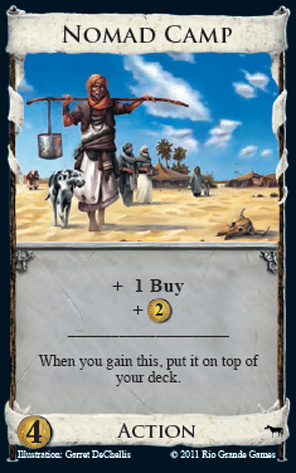 NOMAD CAMP
+ 1 Buy
+ 2
When you gain this, put it on top of
your deck.
4
ACTION
Illustration: Garret DeChellis
© 2011 Rio Grande Games